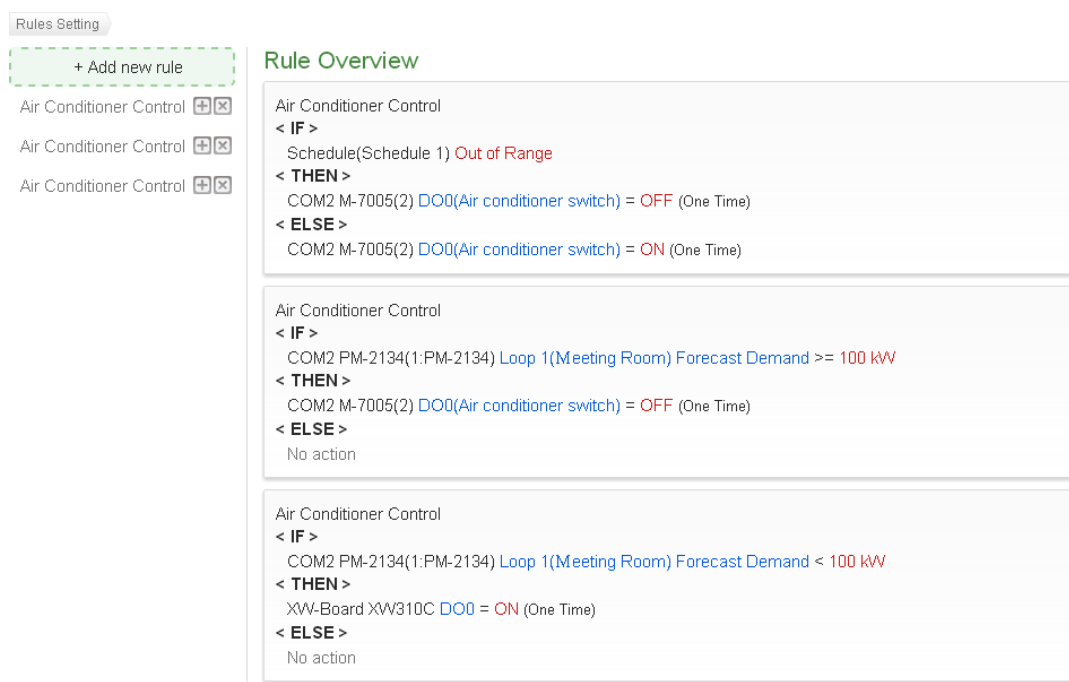 Rules Setting
+ Add new rule
Air Conditioner Control
Air Conditioner Control
Air Conditioner Control
Rule Overview
Air Conditioner Control
< IF >
Schedule(Schedule 1) Out of Range
< THEN >
COM2 M-7005(2) DO0(Air conditioner switch) = OFF (One Time)
< ELSE >
COM2 M-7005(2) DO0(Air conditioner switch) = ON (One Time)
Air Conditioner Control
< IF >
COM2 PM-2134(1:PM-2134) Loop 1(Meeting Room) Forecast Demand >= 100 kW
< THEN >
COM2 M-7005(2) DO0(Air conditioner switch) = OFF (One Time)
< ELSE >
No action
Air Conditioner Control
< IF >
COM2 PM-2134(1:PM-2134) Loop 1(Meeting Room) Forecast Demand < 100 kW
< THEN >
XW-Board XW310C DO0 = ON (One Time)
< ELSE >
No action